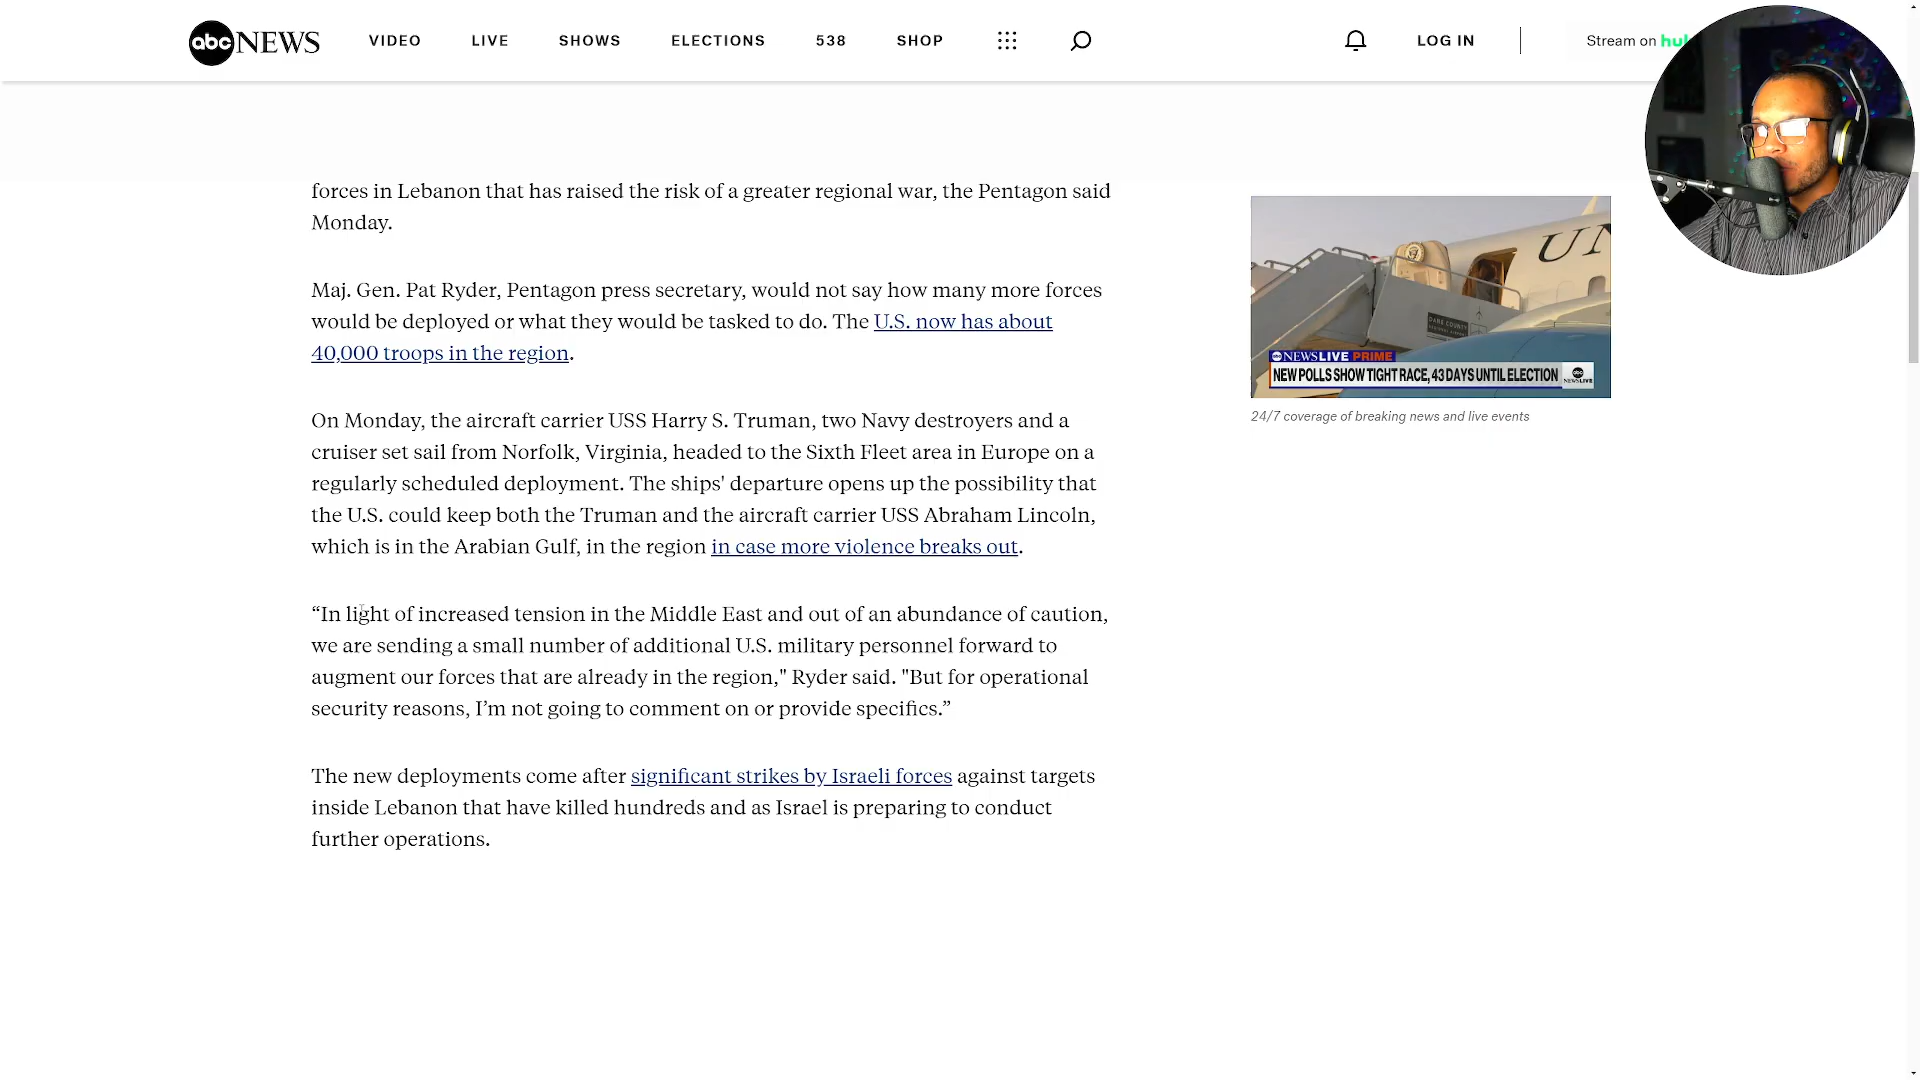 abc NEWS VIDEO LIVE SHOWS ELECTIONS 538 SHOP LOG IN Stream on hul
forces in Lebanon that has raised the risk of a greater regional war, the Pentagon said
Monday.
Maj. Gen. Pat Ryder, Pentagon press secretary, would not say how many more forces
would be deployed or what they would be tasked to do. The U.S. now has about
40,000 troops in the region.
On Monday, the aircraft carrier USS Harry S. Truman, two Navy destroyers and a
cruiser set sail from Norfolk, Virginia, headed to the Sixth Fleet area in Europe on a
regularly scheduled deployment. The ships' departure opens up the possibility that
the U.S. could keep both the Truman and the aircraft carrier USS Abraham Lincoln,
which is in the Arabian Gulf, in the region in case more violence breaks out.
“In light of increased tension in the Middle East and out of an abundance of caution,
we are sending a small number of additional U.S. military personnel forward to
augment our forces that are already in the region," Ryder said. "But for operational
security reasons, I’m not going to comment on or provide specifics.”
The new deployments come after significant strikes by Israeli forces against targets
inside Lebanon that have killed hundreds and as Israel is preparing to conduct
further operations.
UN
DARE COUNTY
abc NEWS LIVE PRIME
NEW POLLS SHOW TIGHT RACE, 43 DAYS UNTIL ELECTION
abc
NEWS LIVE
24/7 coverage of breaking news and live events